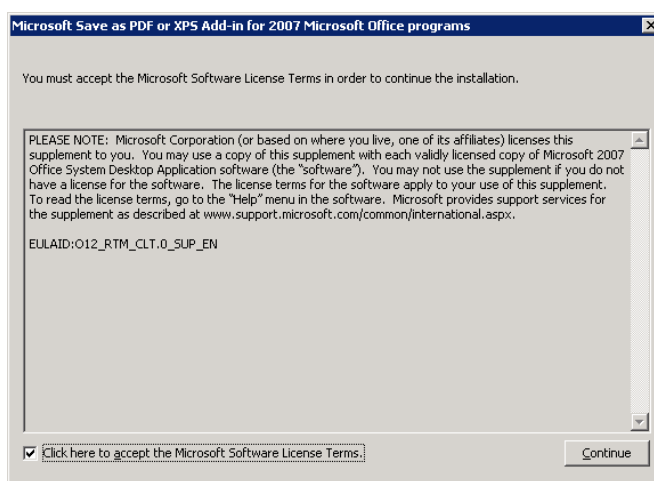 Microsoft Save as PDF or XPS Add-in for 2007 Microsoft Office programs
You must accept the Microsoft Software License Terms in order to continue the installation.
PLEASE NOTE:  Microsoft Corporation (or based on where you live, one of its affiliates) licenses this
supplement to you.  You may use a copy of this supplement with each validly licensed copy of Microsoft 2007
Office System Desktop Application software (the “software”).  You may not use the supplement if you do not
have a license for the software.  The license terms for the software apply to your use of this supplement.
To read the license terms, go to the “Help” menu in the software.  Microsoft provides support services for
the supplement as described at www.support.microsoft.com/common/international.aspx.
EULAID:O12_RTM_CLT.0_SUP_EN
Click here to accept the Microsoft Software License Terms.
Continue